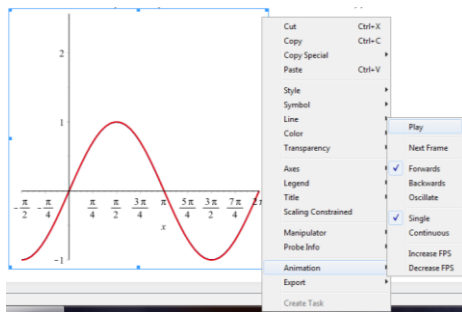 2
1
-π/2 -π/4 π/4 π/2 3π/4 π 5π/4 3π/2 7π/4
x
-1
Cut Ctrl+X
Copy Ctrl+C
Copy Special
Paste Ctrl+V
Style
Symbol
Line
Color
Transparency
Axes
Legend
Title
Scaling Constrained
Manipulator
Probe Info
Animation
Export
Create Task
Play
Next Frame
Forwards
Backwards
Oscillate
Single
Continuous
Increase FPS
Decrease FPS